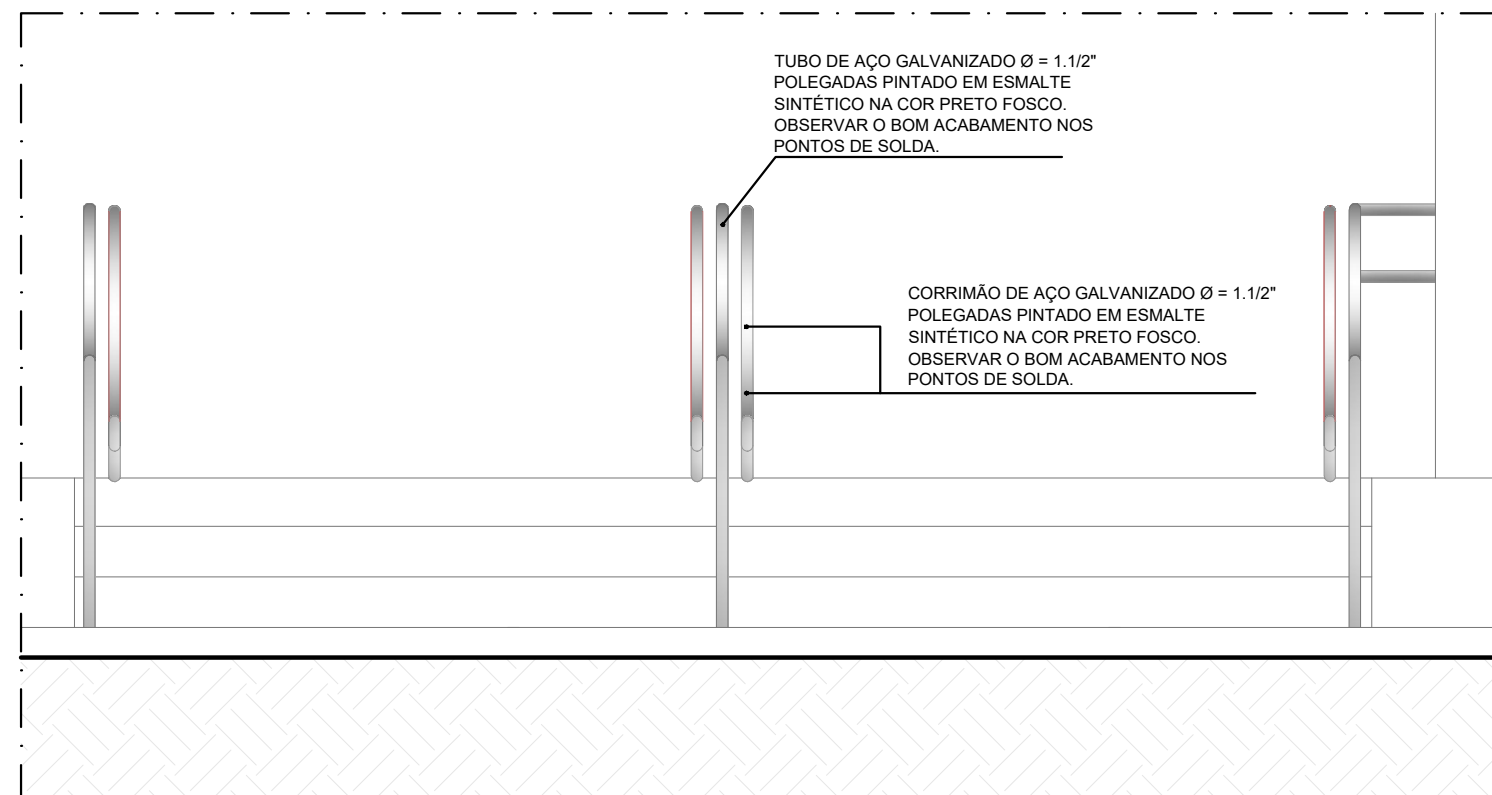 TUBO DE AÇO GALVANIZADO Ø = 1.1/2"
POLEGADAS PINTADO EM ESMALTE
SINTÉTICO NA COR PRETO FOSCO.
OBSERVAR O BOM ACABAMENTO NOS
PONTOS DE SOLDA.
CORRIMÃO DE AÇO GALVANIZADO Ø = 1.1/2"
POLEGADAS PINTADO EM ESMALTE
SINTÉTICO NA COR PRETO FOSCO.
OBSERVAR O BOM ACABAMENTO NOS
PONTOS DE SOLDA.